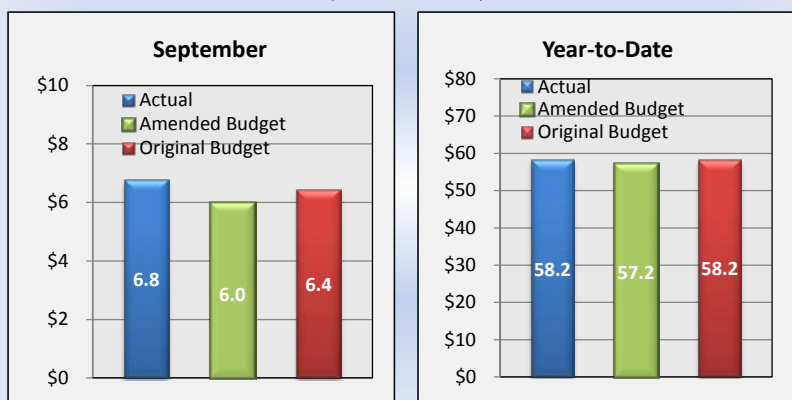 September
$10
$8
$6
$4
$2
$0
Actual
Amended Budget
Original Budget
6.8
6.0
6.4
Year-to-Date
$80
$70
$60
$50
$40
$30
$20
$10
$0
Actual
Amended Budget
Original Budget
58.2
57.2
58.2